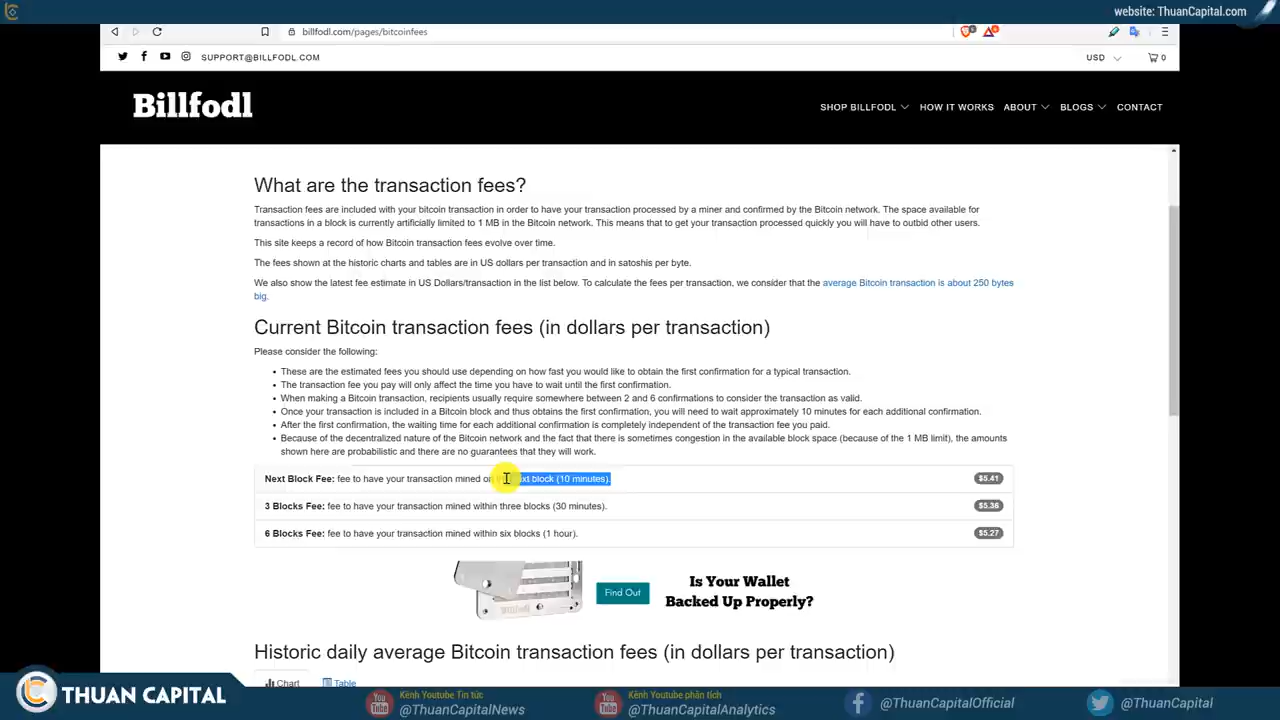 website: ThuanCapital.com
billfodl.com/pages/bitcoinfees
SUPPORT@BILLFODL.COM
USD
0
Billfodl
SHOP BILLFODL HOW IT WORKS ABOUT BLOGS CONTACT
What are the transaction fees?
Transaction fees are included with your bitcoin transaction in order to have your transaction processed by a miner and confirmed by the Bitcoin network. The space available for
transactions in a block is currently artificially limited to 1 MB in the Bitcoin network. This means that to get your transaction processed quickly you will have to outbid other users.
This site keeps a record of how Bitcoin transaction fees evolve over time.
The fees shown at the historic charts and tables are in US dollars per transaction and in satoshis per byte.
We also show the latest fee estimate in US Dollars/transaction in the list below. To calculate the fees per transaction, we consider that the average Bitcoin transaction is about 250 bytes
big.
Current Bitcoin transaction fees (in dollars per transaction)
Please consider the following:
• These are the estimated fees you should use depending on how fast you would like to obtain the first confirmation for a typical transaction.
• The transaction fee you pay will only affect the time you have to wait until the first confirmation.
• When making a Bitcoin transaction, recipients usually require somewhere between 2 and 6 confirmations to consider the transaction as valid.
• Once your transaction is included in a Bitcoin block and thus obtains the first confirmation, you will need to wait approximately 10 minutes for each additional confirmation.
• After the first confirmation, the waiting time for each additional confirmation is completely independent of the transaction fee you paid.
• Because of the decentralized nature of the Bitcoin network and the fact that there is sometimes congestion in the available block space (because of the 1 MB limit), the amounts
shown here are probabilistic and there are no guarantees that they will work.
Next Block Fee: fee to have your transaction mined on the next block (10 minutes). $5.41
3 Blocks Fee: fee to have your transaction mined within three blocks (30 minutes). $5.36
6 Blocks Fee: fee to have your transaction mined within six blocks (1 hour). $5.27
Is Your Wallet
Backed Up Properly?
Find Out
Historic daily average Bitcoin transaction fees (in dollars per transaction)
Chart Table
THUAN CAPITAL
You Tube
Kênh Youtube Tin tức
@ThuanCapitalNews
You Tube
Kênh Youtube phân tích
@ThuanCapitalAnalytics
@ThuanCapitalOfficial
@ThuanCapital